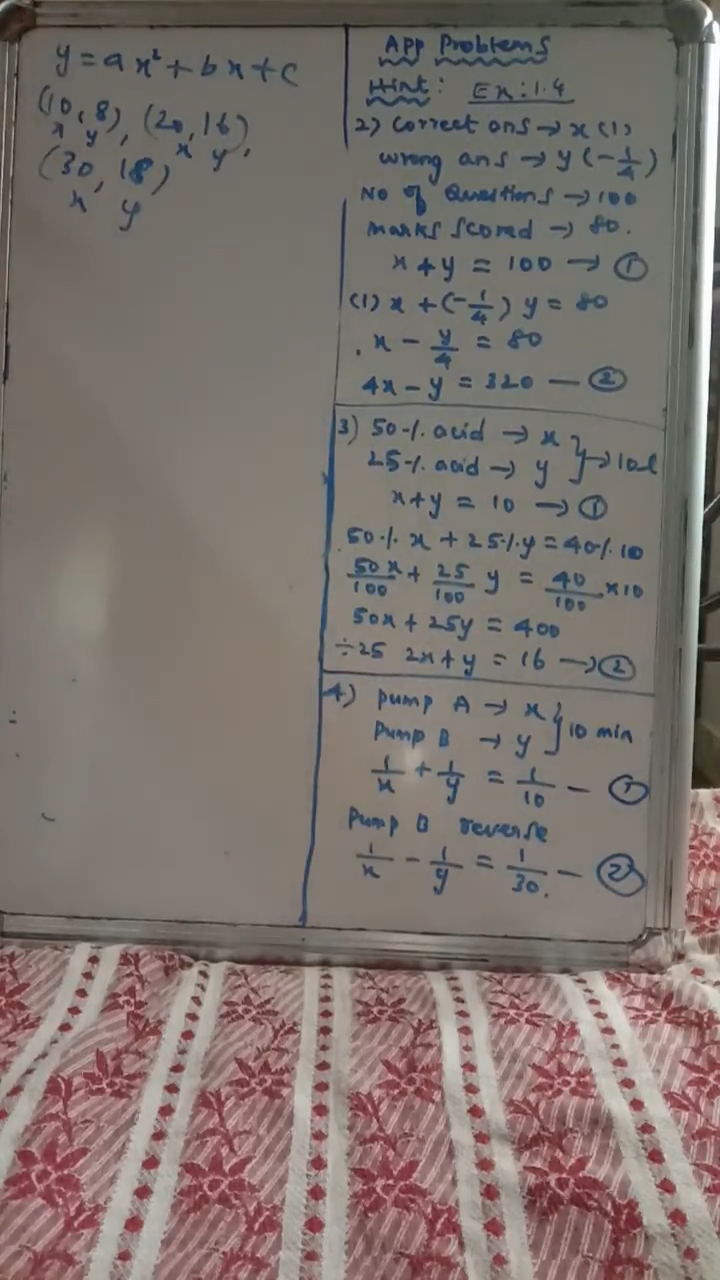 y = ax² + bx + c
(10, 8), (20, 16),
x y x y
(30, 18)
x y
App Problems
Hint: Ex: 1.4
2) correct ans → x (1)
wrong ans → y (-1/4)
No of Questions → 100
Marks scored → 80.
x + y = 100 → ①
(1) x + (-1/4) y = 80
x - y/4 = 80
4x - y = 320 — ②
3) 50% acid → x } → 10 l
25% acid → y
x + y = 10 → ①
50% x + 25% y = 40% 10
50x/100 + 25/100 y = 40/100 × 10
50x + 25y = 400
÷25 2x + y = 16 → ②
4) Pump A → x } 10 min
Pump B → y
1/x + 1/y = 1/10 — ①
Pump B reverse
1/x - 1/y = 1/30. — ②